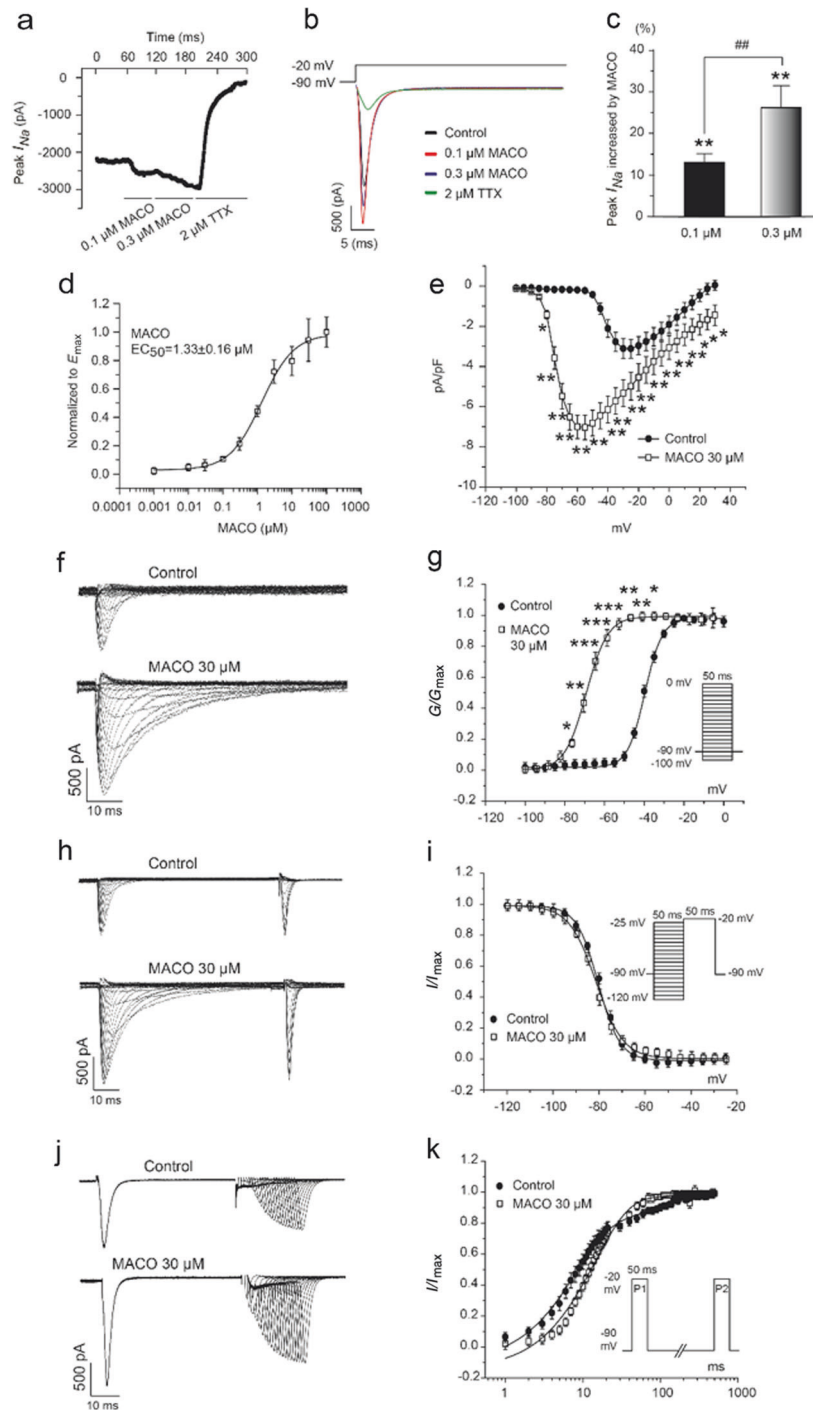 a
Time (ms)
0 60 120 180 240 300
0
-1000
-2000
-3000
Peak INa (pA)
0.1 µM MACO
0.3 µM MACO
2 µM TTX
b
-20 mV
-90 mV
Control
0.1 µM MACO
0.3 µM MACO
2 µM TTX
500 (pA)
5 (ms)
c
(%)
40
30
20
10
0
Peak INa increased by MACO
##
**
**
0.1 µM 0.3 µM
d
1.2
1.0
0.8
0.6
0.4
0.2
0.0
Normalized to Emax
MACO
EC50=1.33±0.16 µM
0.0001 0.001 0.01 0.1 1 10 100 1000
MACO (µM)
e
0
-2
-4
-6
-8
-10
pA/pF
Control
MACO 30 µM
-120 -100 -80 -60 -40 -20 0 20 40
mV
f
Control
MACO 30 µM
500 pA
10 ms
g
1.2
1.0
0.8
0.6
0.4
0.2
0.0
-0.2
G/Gmax
Control
MACO
30 µM
* ** *** *** *** ** ** *
50 ms
0 mV
-90 mV
-100 mV
mV
-120 -100 -80 -60 -40 -20 0
h
Control
MACO 30 µM
500 pA
10 ms
i
1.2
1.0
0.8
0.6
0.4
0.2
0.0
-0.2
I/Imax
50 ms 50 ms
-25 mV
-20 mV
-90 mV
-90 mV
-120 mV
Control
MACO 30 µM
mV
-120 -100 -80 -60 -40 -20
j
Control
MACO 30 µM
500 pA
10 ms
k
1.2
1.0
0.8
0.6
0.4
0.2
0.0
-0.2
I/Imax
Control
MACO 30 µM
50 ms
-20 mV
P1
P2
-90 mV
ms
1 10 100 1000